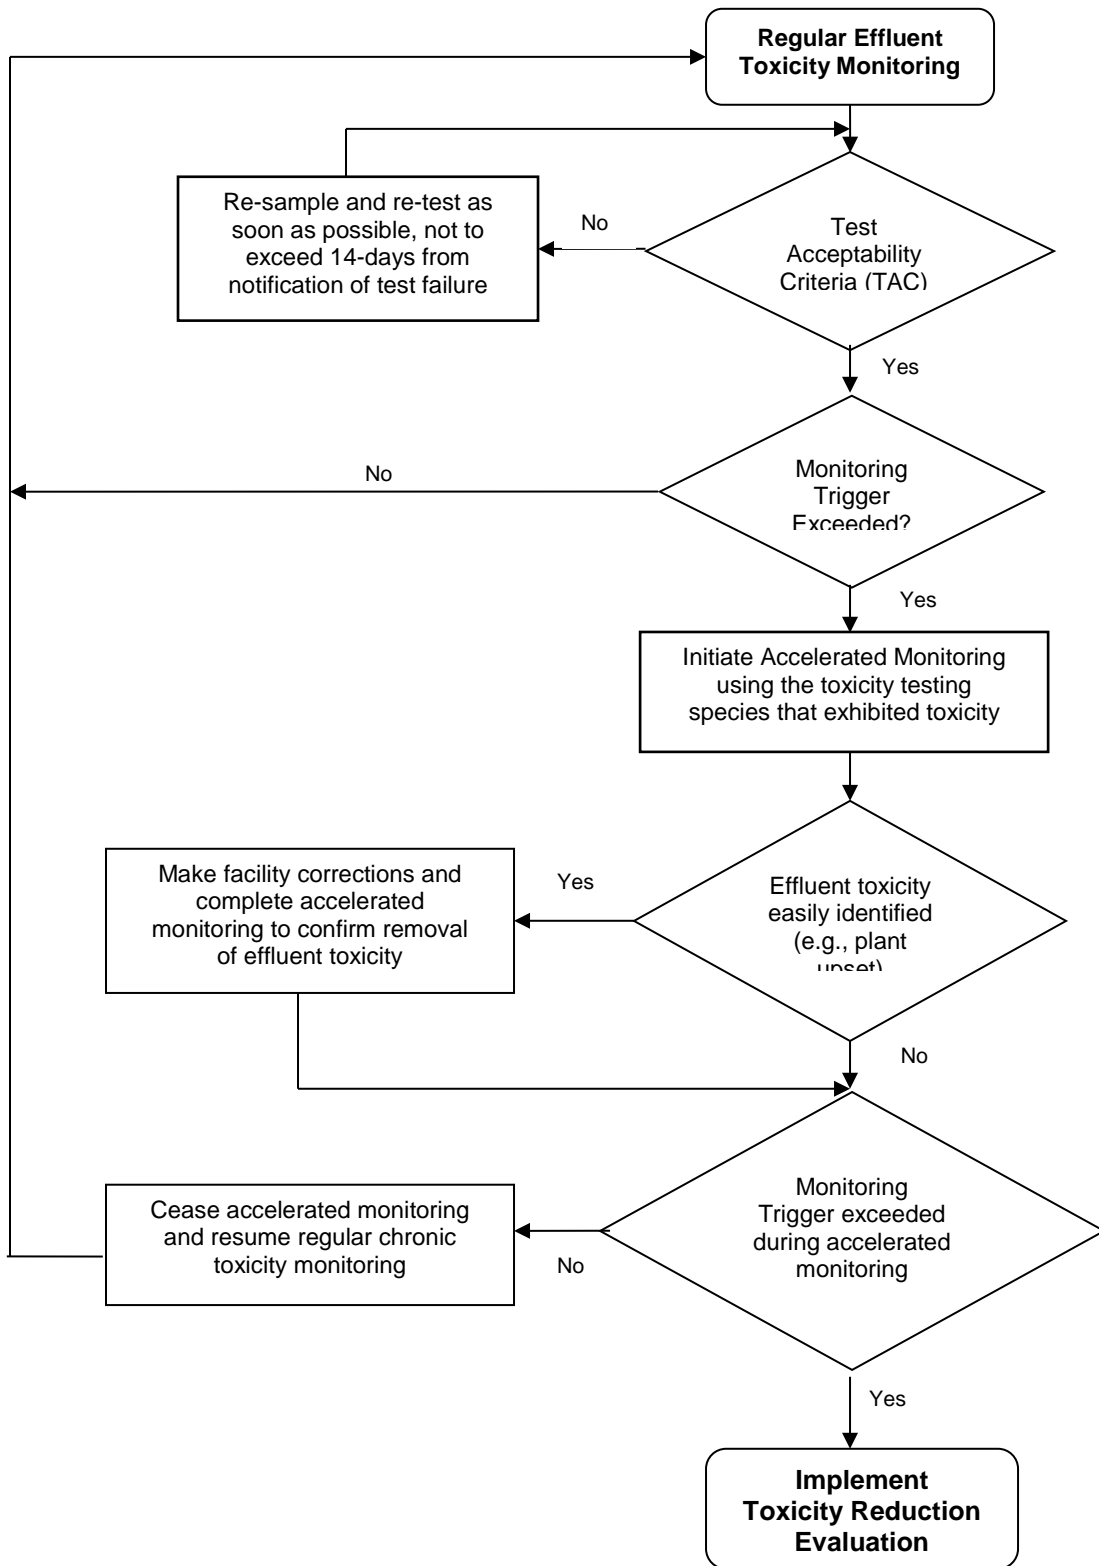 Regular Effluent
Toxicity Monitoring
Re-sample and re-test as
soon as possible, not to
exceed 14-days from
notification of test failure
No
Test
Acceptability
Criteria (TAC)
Yes
No
Monitoring
Trigger
Exceeded?
Yes
Initiate Accelerated Monitoring
using the toxicity testing
species that exhibited toxicity
Make facility corrections and
complete accelerated
monitoring to confirm removal
of effluent toxicity
Yes
Effluent toxicity
easily identified
(e.g., plant
upset)
No
Cease accelerated monitoring
and resume regular chronic
toxicity monitoring
No
Monitoring
Trigger exceeded
during accelerated
monitoring
Yes
Implement
Toxicity Reduction
Evaluation